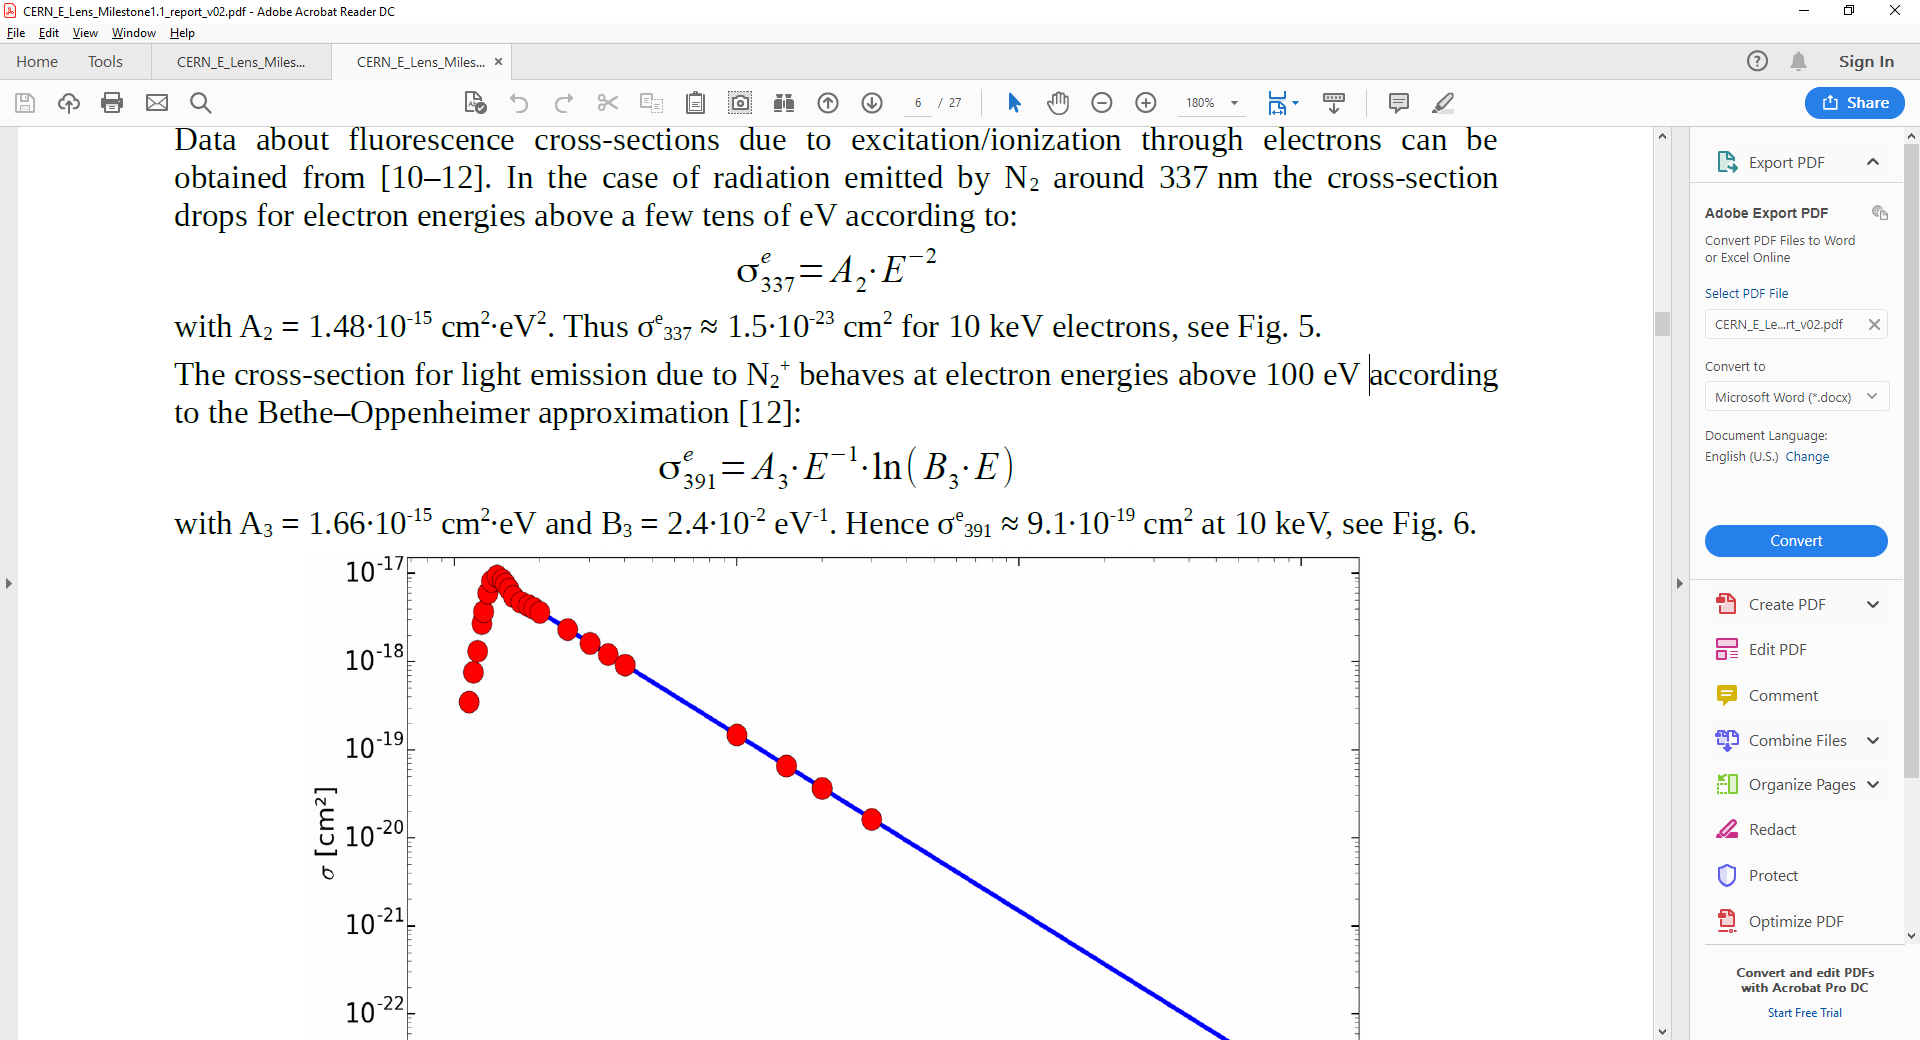 CERN_E_Lens_Milestone1.1_report_v02.pdf - Adobe Acrobat Reader DC
File Edit View Window Help
Home Tools CERN_E_Lens_Miles... CERN_E_Lens_Miles... × Sign In
6 / 27 180% Share
Data about fluorescence cross-sections due to excitation/ionization through electrons can be
obtained from [10–12]. In the case of radiation emitted by N₂ around 337 nm the cross-section
drops for electron energies above a few tens of eV according to:
σᵉ₃₃₇ = A₂·E⁻²
with A₂ = 1.48·10⁻¹⁵ cm²·eV². Thus σᵉ₃₃₇ ≈ 1.5·10⁻²³ cm² for 10 keV electrons, see Fig. 5.
The cross-section for light emission due to N₂⁺ behaves at electron energies above 100 eV according
to the Bethe–Oppenheimer approximation [12]:
σᵉ₃₉₁ = A₃·E⁻¹·ln(B₃·E)
with A₃ = 1.66·10⁻¹⁵ cm²·eV and B₃ = 2.4·10⁻² eV⁻¹. Hence σᵉ₃₉₁ ≈ 9.1·10⁻¹⁹ cm² at 10 keV, see Fig. 6.
10⁻¹⁷
10⁻¹⁸
10⁻¹⁹
10⁻²⁰
10⁻²¹
10⁻²²
σ [cm²]
Export PDF
Adobe Export PDF
Convert PDF Files to Word
or Excel Online
Select PDF File
CERN_E_Le...rt_v02.pdf
Convert to
Microsoft Word (*.docx)
Document Language:
English (U.S.) Change
Convert
Create PDF
Edit PDF
Comment
Combine Files
Organize Pages
Redact
Protect
Optimize PDF
Convert and edit PDFs
with Acrobat Pro DC
Start Free Trial